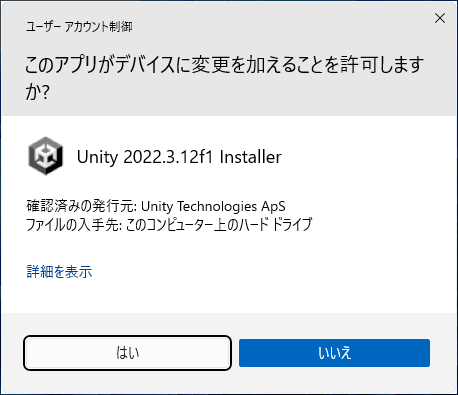 ユーザー アカウント制御
このアプリがデバイスに変更を加えることを許可します
か?
Unity 2022.3.12f1 Installer
確認済みの発行元: Unity Technologies ApS
ファイルの入手先: このコンピューター上のハード ドライブ
詳細を表示
はい
いいえ